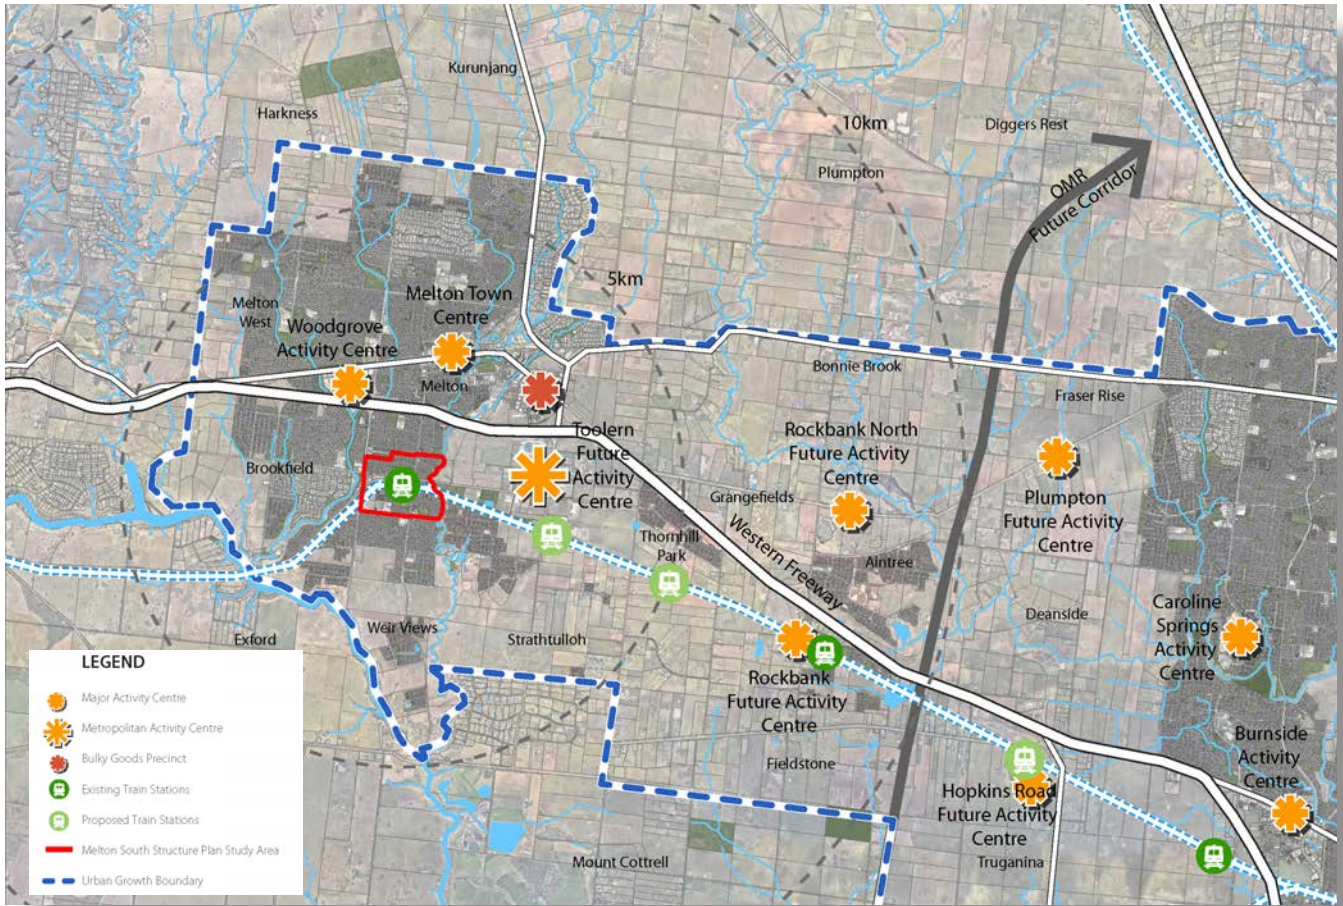 Kurunjang
Harkness
10km
Diggers Rest
Plumpton
OMR
Future Corridor
5km
Melton
West
Melton Town
Centre
Woodgrove
Activity Centre
Melton
Bonnie Brook
Fraser Rise
Toolern
Future
Activity
Centre
Rockbank North
Future Activity
Centre
Brookfield
Grangefields
Plumpton
Future Activity
Centre
Western Freeway
Thornhill
Park
Aintree
Deanside
Caroline
Springs
Activity
Centre
Exford
Weir Views
Strathtulloh
Rockbank
Future Activity
Centre
Burnside
Activity
Centre
Fieldstone
Hopkins Road
Future Activity
Centre
Mount Cottrell
Truganina
LEGEND
Major Activity Centre
Metropolitan Activity Centre
Bulky Goods Precinct
Existing Train Stations
Proposed Train Stations
Melton South Structure Plan Study Area
Urban Growth Boundary